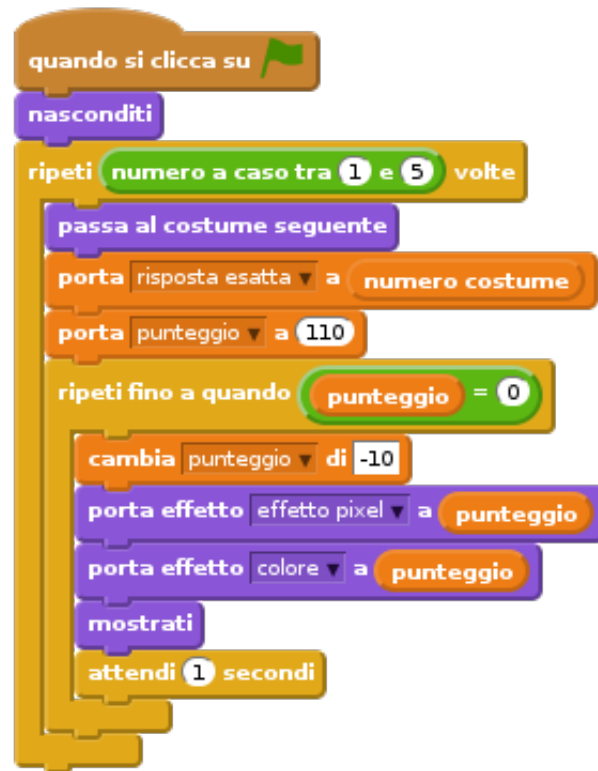 quando si clicca su
nasconditi
ripeti numero a caso tra 1 e 5 volte
passa al costume seguente
porta risposta esatta a numero costume
porta punteggio a 110
ripeti fino a quando punteggio = 0
cambia punteggio di -10
porta effetto effetto pixel a punteggio
porta effetto colore a punteggio
mostrati
attendi 1 secondi